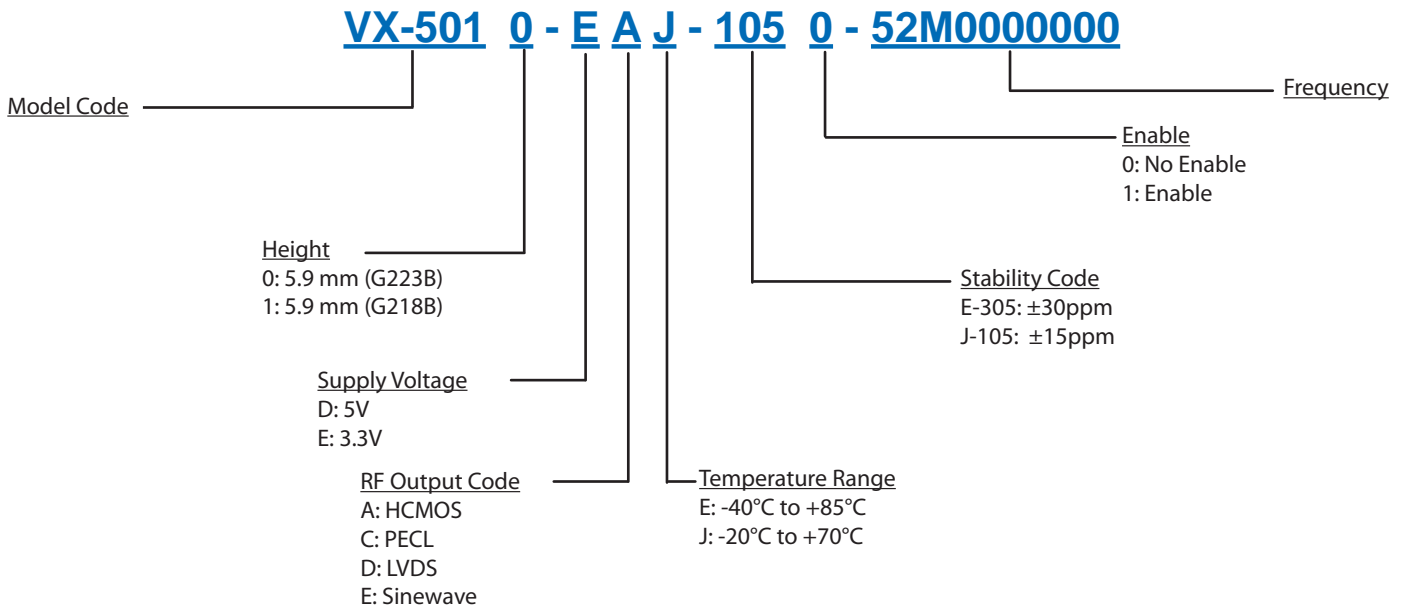 VX-501 0 - E A J - 105 0 - 52M0000000
Model Code
Frequency
Enable
0: No Enable
1: Enable
Height
0: 5.9 mm (G223B)
1: 5.9 mm (G218B)
Stability Code
E-305: ±30ppm
J-105: ±15ppm
Supply Voltage
D: 5V
E: 3.3V
RF Output Code
A: HCMOS
C: PECL
D: LVDS
E: Sinewave
Temperature Range
E: -40°C to +85°C
J: -20°C to +70°C